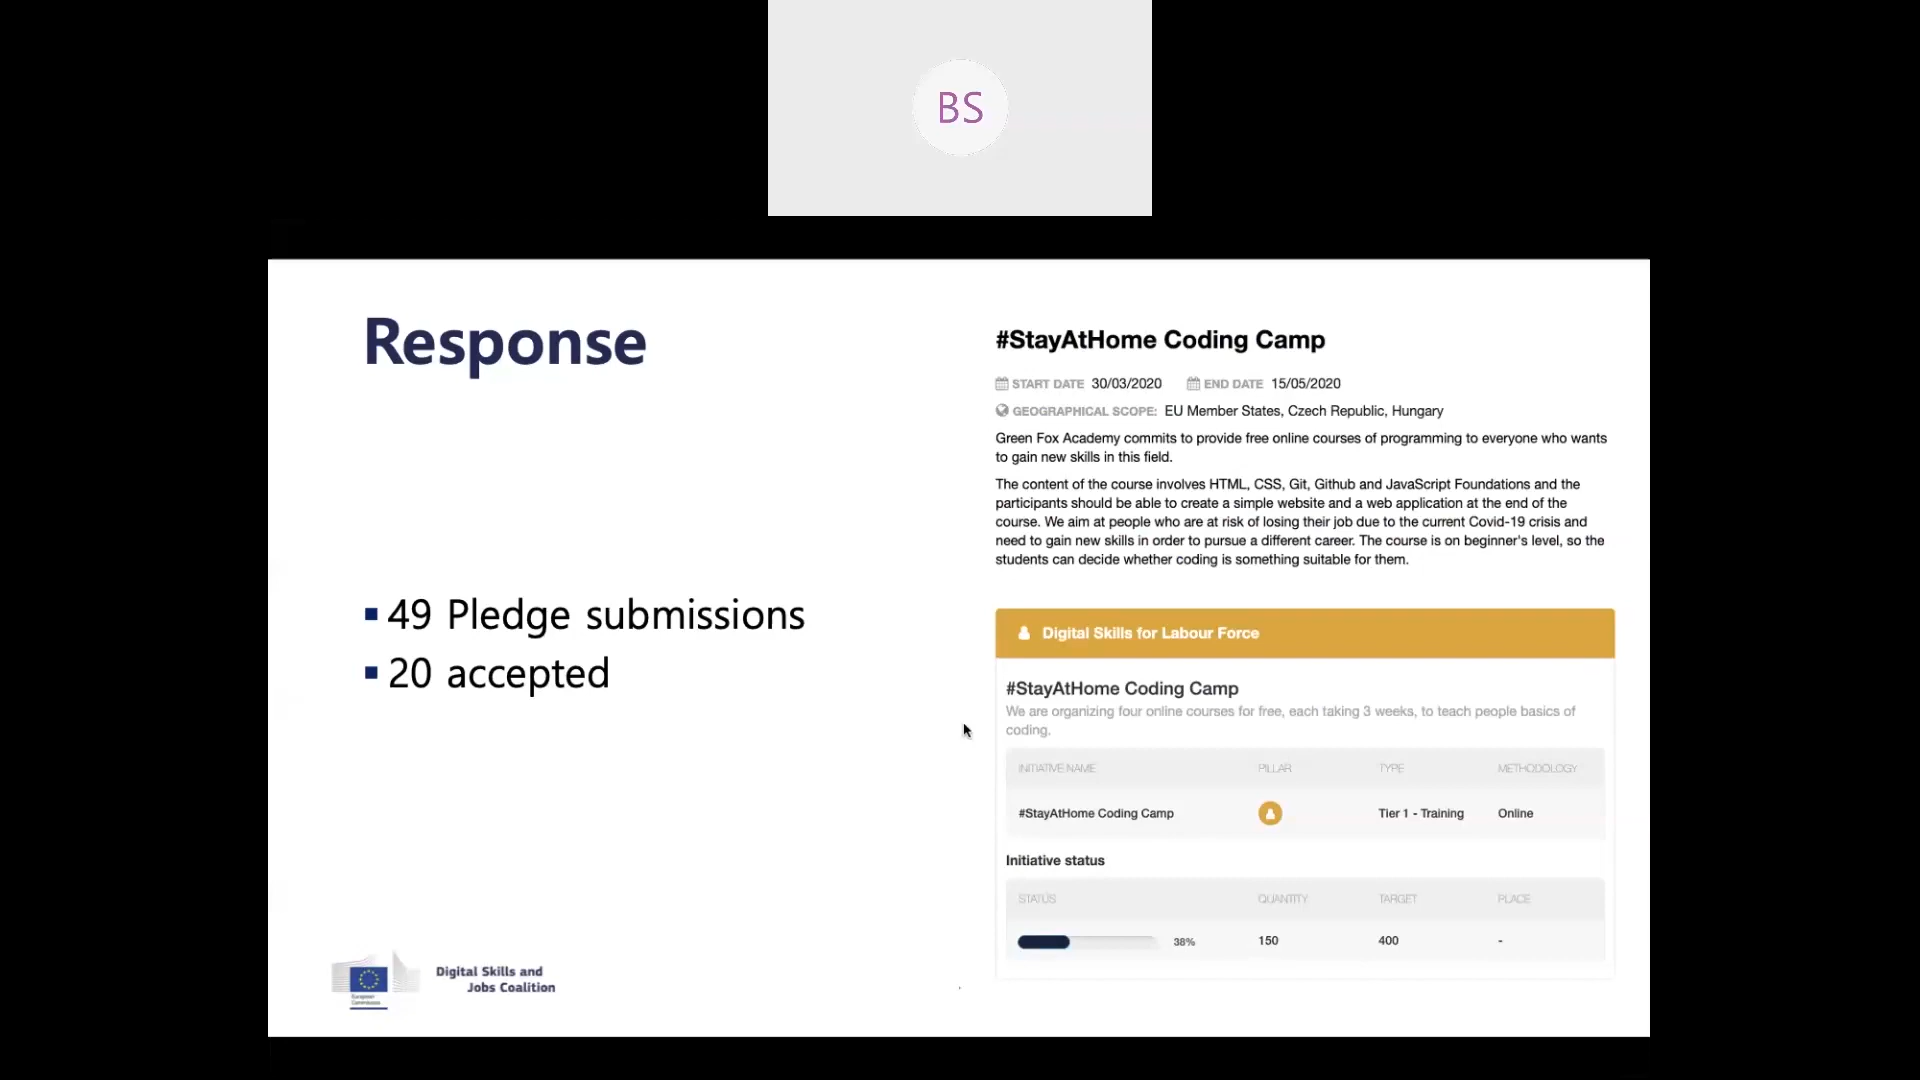 BS
Response
▪ 49 Pledge submissions
▪ 20 accepted
European
Commission
Digital Skills and
Jobs Coalition
#StayAtHome Coding Camp
START DATE 30/03/2020 END DATE 15/05/2020
GEOGRAPHICAL SCOPE: EU Member States, Czech Republic, Hungary
Green Fox Academy commits to provide free online courses of programming to everyone who wants
to gain new skills in this field.
The content of the course involves HTML, CSS, Git, Github and JavaScript Foundations and the
participants should be able to create a simple website and a web application at the end of the
course. We aim at people who are at risk of losing their job due to the current Covid-19 crisis and
need to gain new skills in order to pursue a different career. The course is on beginner's level, so the
students can decide whether coding is something suitable for them.
Digital Skills for Labour Force
#StayAtHome Coding Camp
We are organizing four online courses for free, each taking 3 weeks, to teach people basics of
coding.
INITIATIVE NAME PILLAR TYPE METHODOLOGY
#StayAtHome Coding Camp Tier 1 - Training Online
Initiative status
STATUS QUANTITY TARGET PLACE
38% 150 400 -